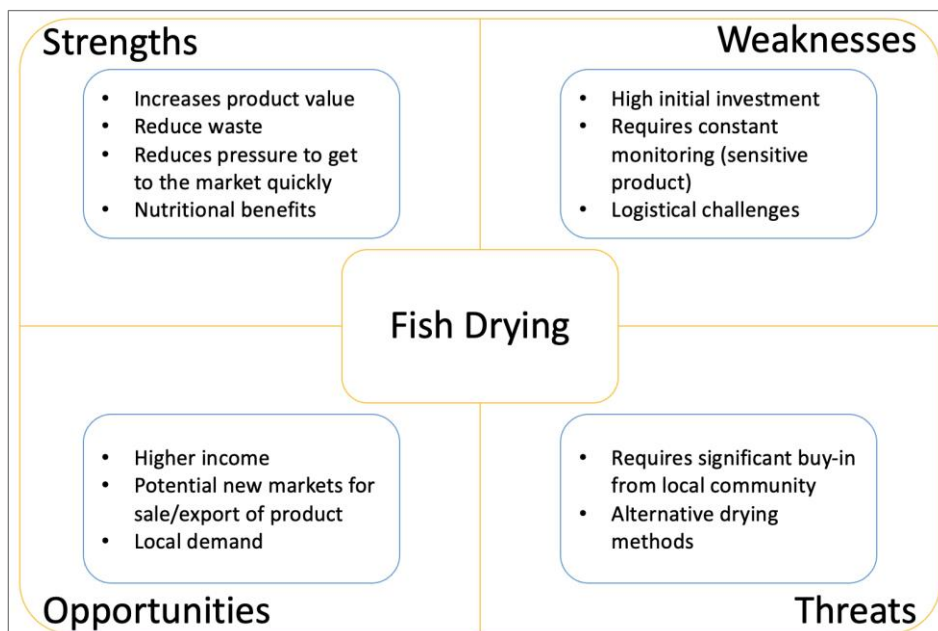 Strengths
• Increases product value
• Reduce waste
• Reduces pressure to get
to the market quickly
• Nutritional benefits
Weaknesses
• High initial investment
• Requires constant
monitoring (sensitive
product)
• Logistical challenges
Fish Drying
• Higher income
• Potential new markets for
sale/export of product
• Local demand
Opportunities
• Requires significant buy-in
from local community
• Alternative drying
methods
Threats